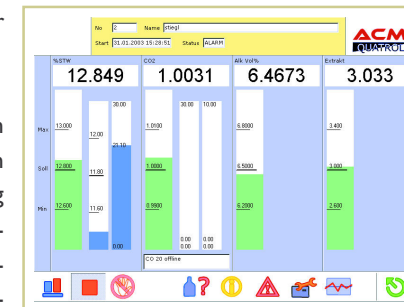 No 2 Name stiegl
Start 31.01.2003 15:28:51 Status ALARM
ACM
QUATROL
%STW CO2 Alk Vol% Extrakt
12.849 1.0031 6.4673 3.033
30.00 30.00 10.00
Max 13.000 12.00 1.0100 6.8000 3.400
23.10
Soll 12.800 11.80 1.0000 6.5000 3.000
Min 12.600 11.60 0.9900 6.2000 2.600
0.00 0.00
0.00 0.00 0.00
CO 20 offline
?